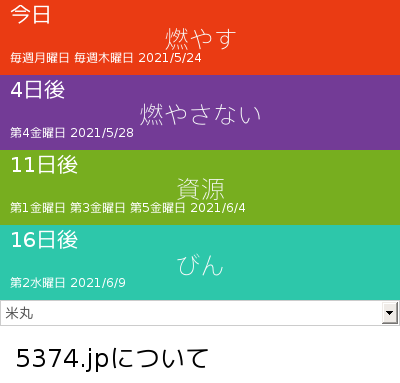 今日
燃やす
毎週月曜日 毎週木曜日 2021/5/24
4日後
燃やさない
第4金曜日 2021/5/28
11日後
資源
第1金曜日 第3金曜日 第5金曜日 2021/6/4
16日後
びん
第2水曜日 2021/6/9
米丸
5374.jpについて